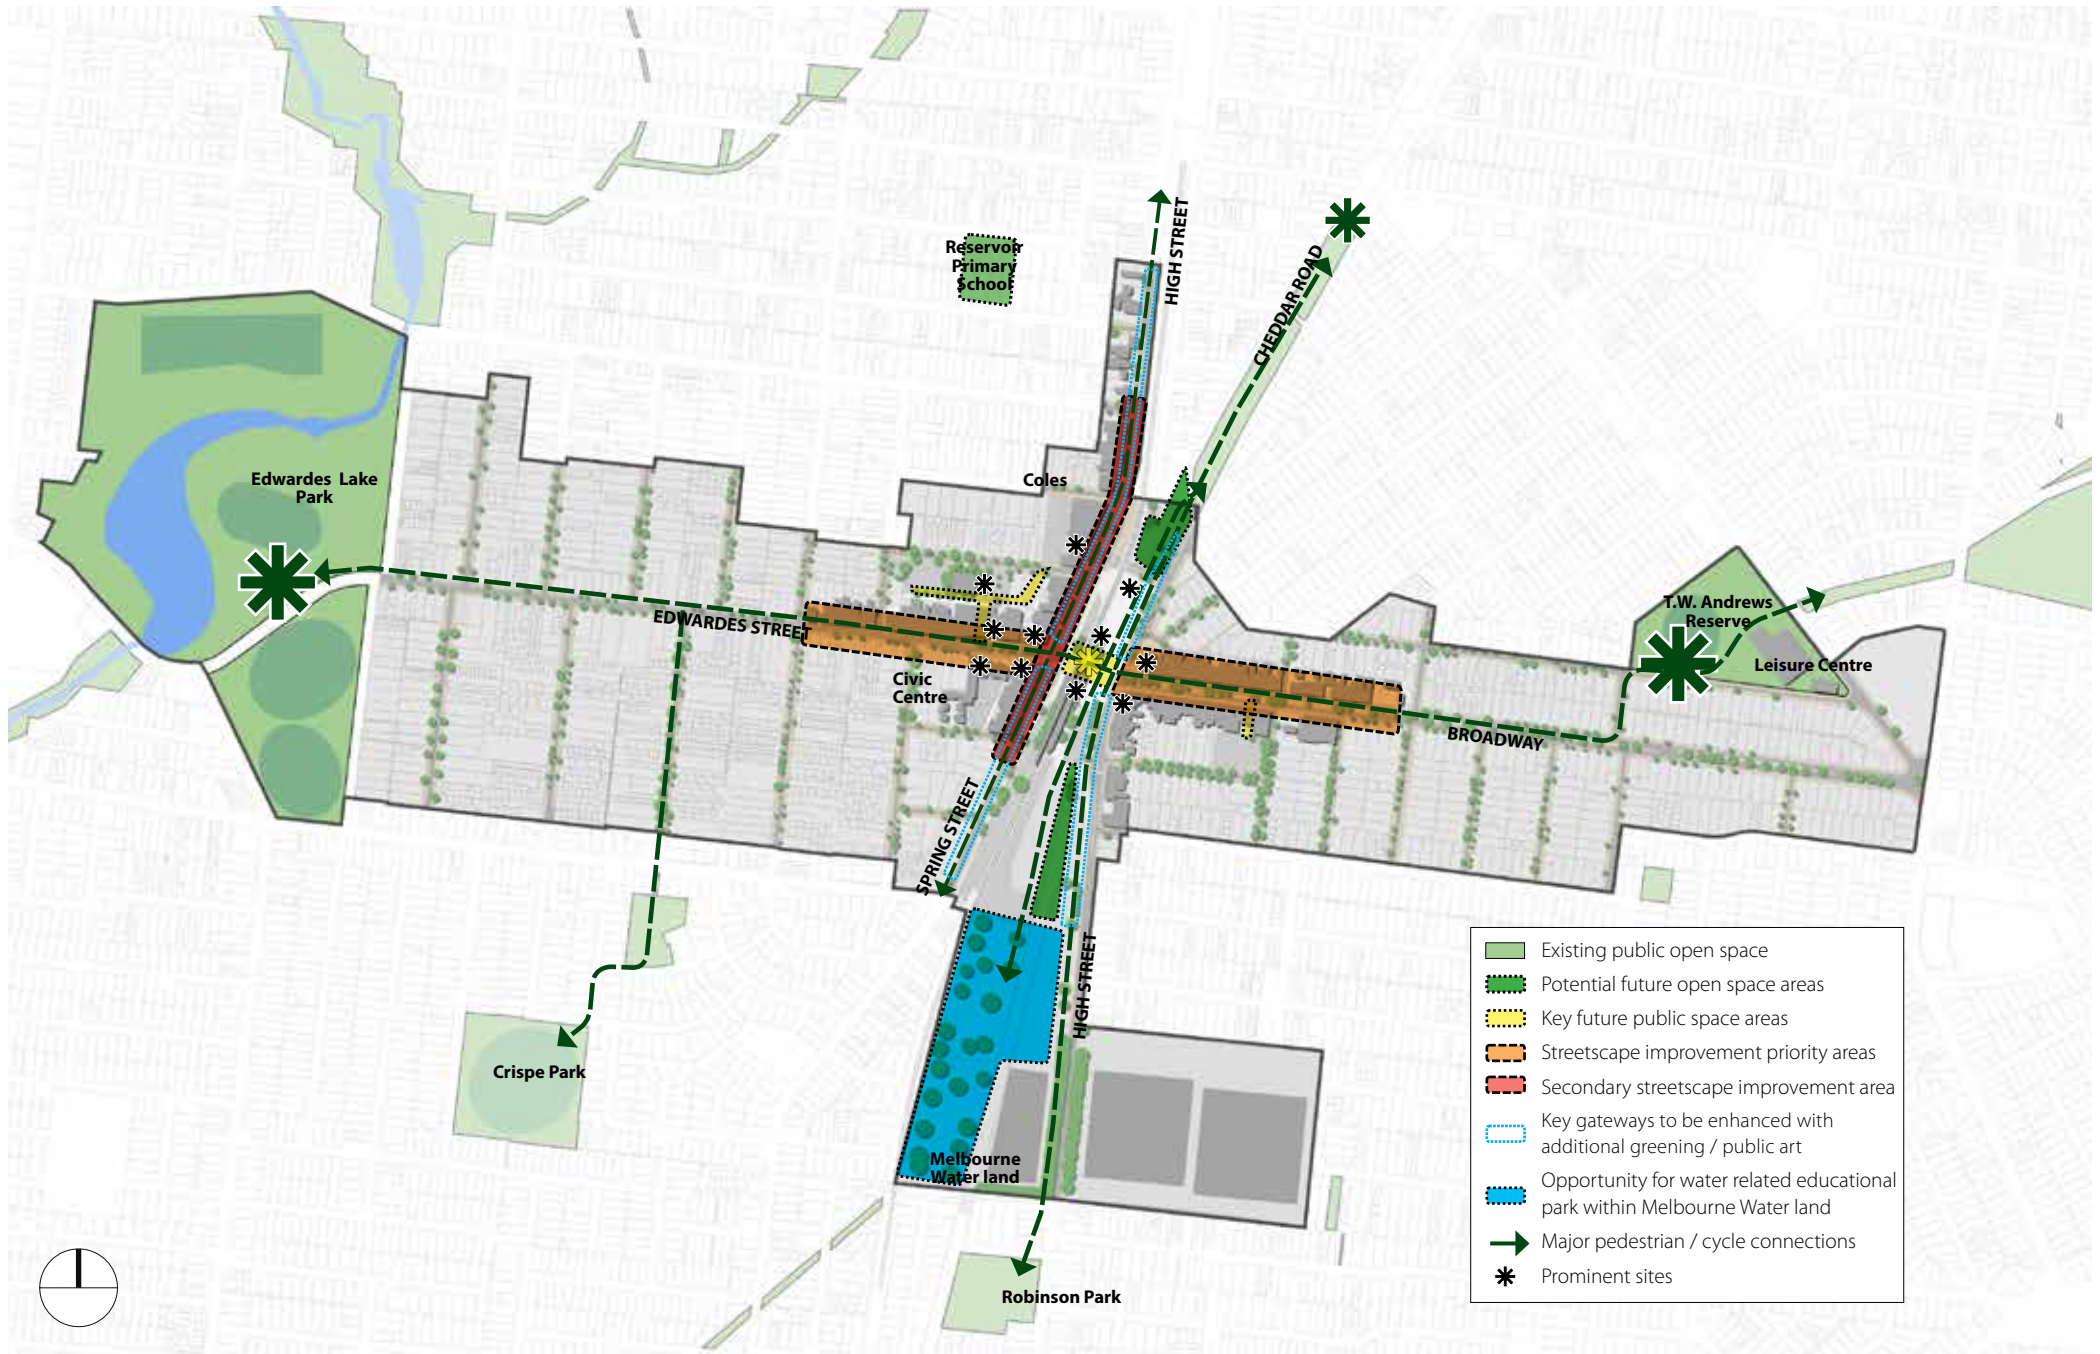 HIGH STREET
Reservoir
Primary
School
CHEDDAR ROAD
Edwardes Lake
Park
Coles
EDWARDES STREET
T.W. Andrews
Reserve
Leisure Centre
Civic
Centre
BROADWAY
SPRING STREET
HIGH STREET
Crispe Park
Melbourne
Water land
Robinson Park
Existing public open space
Potential future open space areas
Key future public space areas
Streetscape improvement priority areas
Secondary streetscape improvement area
Key gateways to be enhanced with
additional greening / public art
Opportunity for water related educational
park within Melbourne Water land
Major pedestrian / cycle connections
Prominent sites